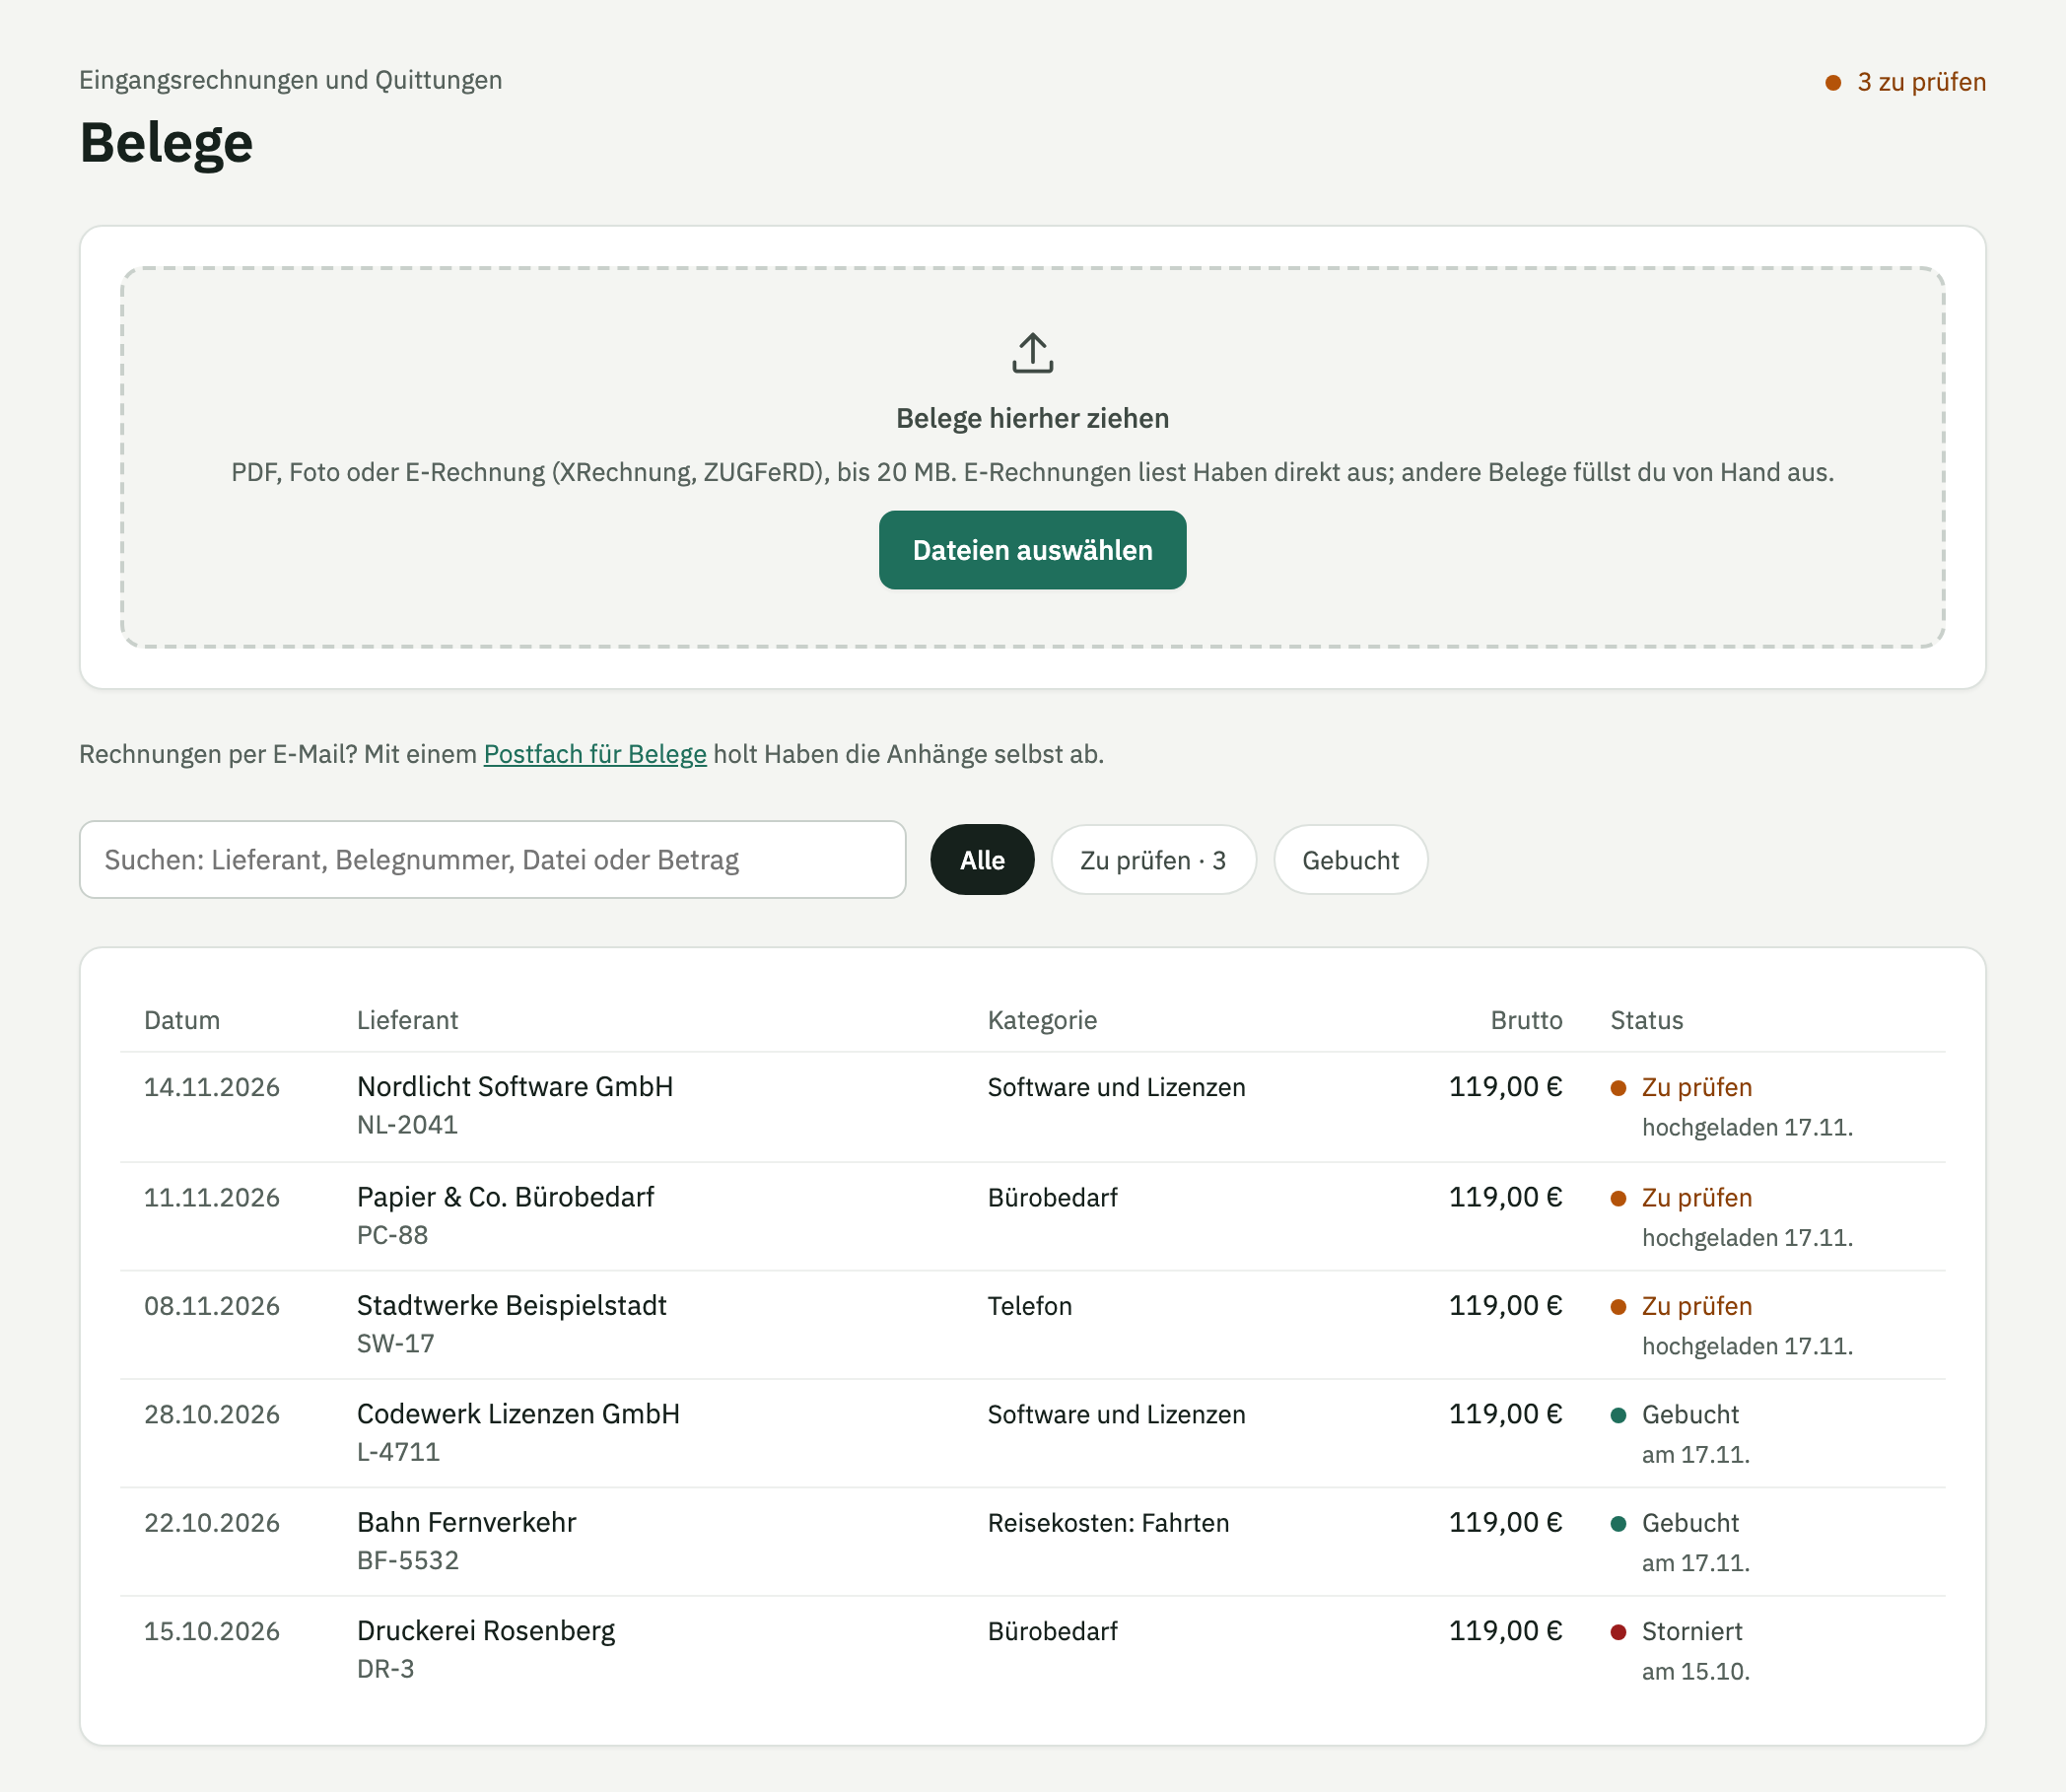 Eingangsrechnungen und Quittungen
3 zu prüfen
Belege
Belege hierher ziehen
PDF, Foto oder E-Rechnung (XRechnung, ZUGFeRD), bis 20 MB. E-Rechnungen liest Haben direkt aus; andere Belege füllst du von Hand aus.
Dateien auswählen
Rechnungen per E-Mail? Mit einem Postfach für Belege holt Haben die Anhänge selbst ab.
Suchen: Lieferant, Belegnummer, Datei oder Betrag
Alle
Zu prüfen · 3
Gebucht
Datum Lieferant Kategorie Brutto Status
14.11.2026 Nordlicht Software GmbH Software und Lizenzen 119,00 € Zu prüfen
NL-2041 hochgeladen 17.11.
11.11.2026 Papier & Co. Bürobedarf Bürobedarf 119,00 € Zu prüfen
PC-88 hochgeladen 17.11.
08.11.2026 Stadtwerke Beispielstadt Telefon 119,00 € Zu prüfen
SW-17 hochgeladen 17.11.
28.10.2026 Codewerk Lizenzen GmbH Software und Lizenzen 119,00 € Gebucht
L-4711 am 17.11.
22.10.2026 Bahn Fernverkehr Reisekosten: Fahrten 119,00 € Gebucht
BF-5532 am 17.11.
15.10.2026 Druckerei Rosenberg Bürobedarf 119,00 € Storniert
DR-3 am 15.10.